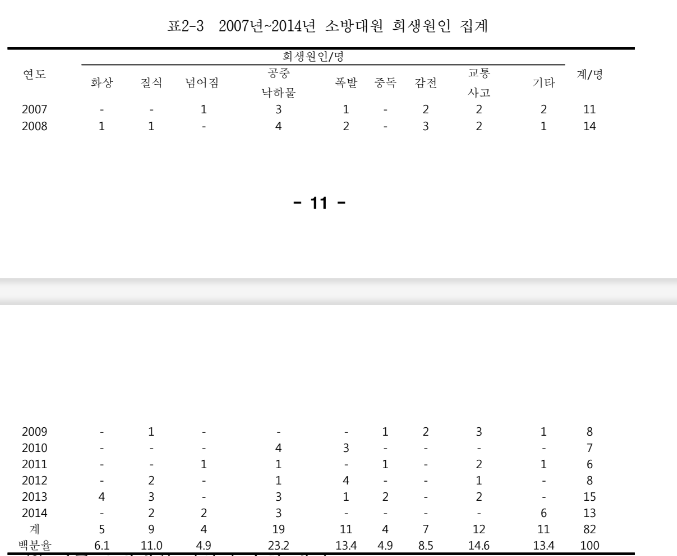 표2-3 2007년~2014년 소방대원 희생원인 집계
희생원인/명
연도 화상 질식 넘어짐 공중 낙하물 폭발 중독 감전 교통 사고 기타 계/명
2007 - - 1 3 1 - 2 2 2 11
2008 1 1 - 4 2 - 3 2 1 14
- 11 -
2009 - 1 - - - 1 2 3 1 8
2010 - - - 4 3 - - - - 7
2011 - - 1 1 - 1 - 2 1 6
2012 - 2 - 1 4 - - 1 - 8
2013 4 3 - 3 1 2 - 2 - 15
2014 - 2 2 3 - - - - 6 13
계 5 9 4 19 11 4 7 12 11 82
백분율 6.1 11.0 4.9 23.2 13.4 4.9 8.5 14.6 13.4 100